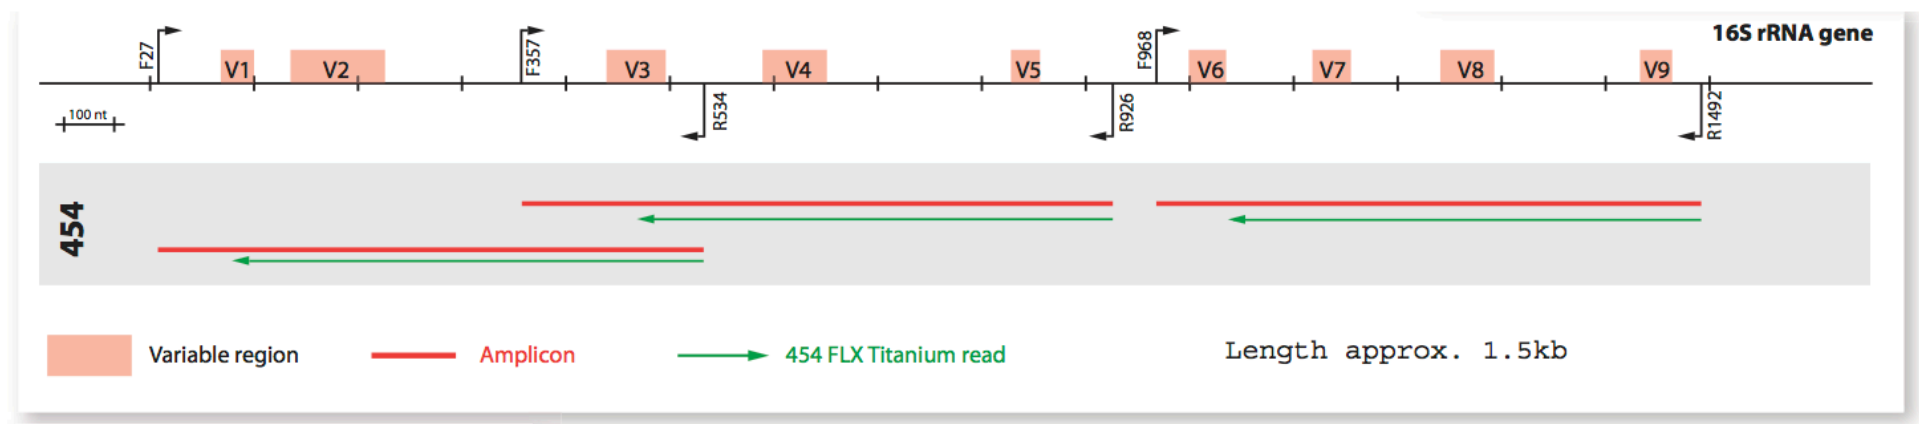 16S rRNA gene
F27
F357
F968
V1
V2
V3
V4
V5
V6
V7
V8
V9
100 nt
R534
R926
R1492
454
Variable region
Amplicon
454 FLX Titanium read
Length approx. 1.5kb